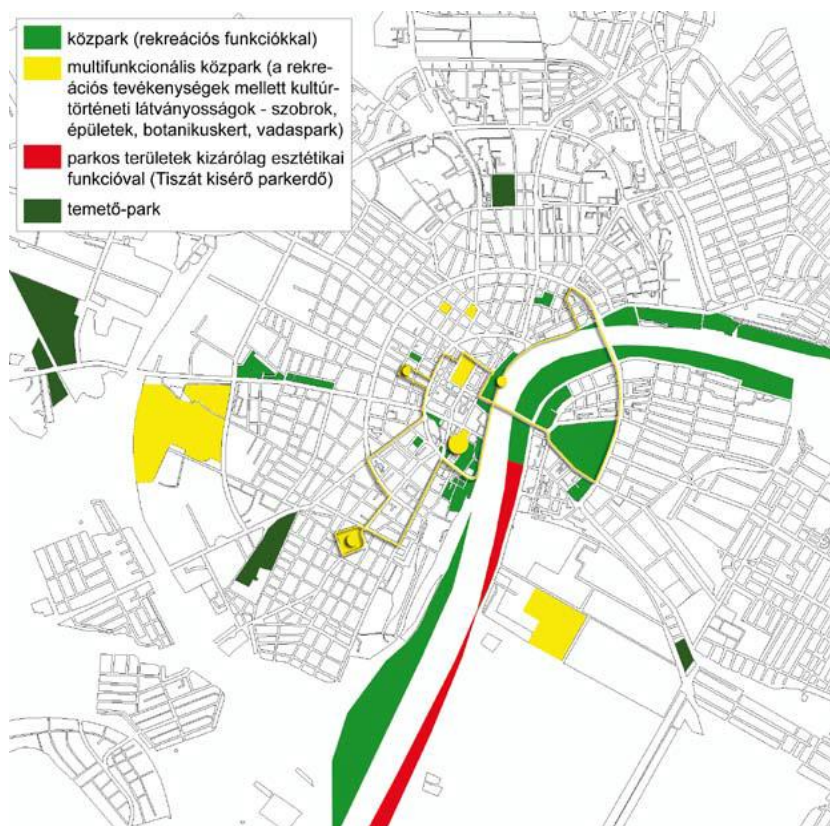 közpark (rekreációs funkciókkal)
multifunkcionális közpark (a rekre-
ációs tevékenységek mellett kultúr-
történeti látványosságok - szobrok,
épületek, botanikuskert, vadaspark)
parkos területek kizárólag esztétikai
funkcióval (Tiszát kisérő parkerdő)
temető-park